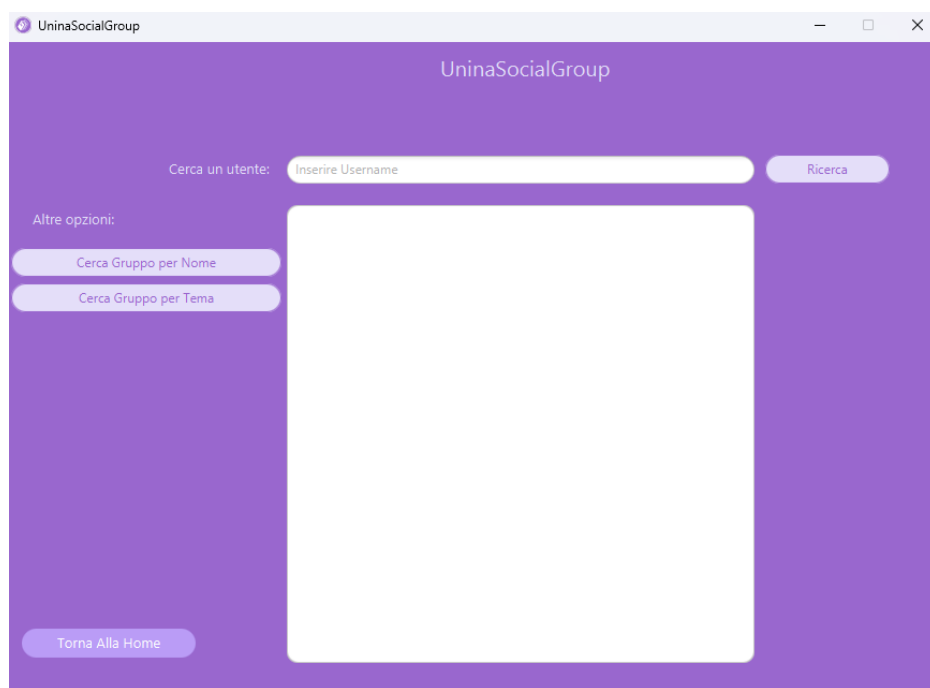 UninaSocialGroup
UninaSocialGroup
Cerca un utente: Inserire Username Ricerca
Altre opzioni:
Cerca Gruppo per Nome
Cerca Gruppo per Tema
Torna Alla Home